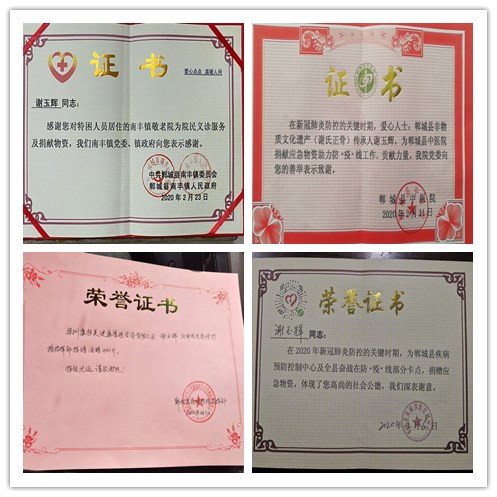 证书
爱心点点 温暖人间
谢玉辉 同志：
感谢您对特困人员居住的南丰镇敬老院为院民义诊服务
及捐献物资，我们南丰镇党委、镇政府向您表示感谢。
中共郸城县南丰镇委员会
郸城县南丰镇人民政府
2020年2月23日
证书
在新冠肺炎防控的关键时期，爱心人士：郸城县非物
质文化遗产（谢氏正骨）传承人谢玉辉，为郸城县中医院
捐献应急物资助力防·疫·线工作、贡献力量，我院党委向
您的善举表示致谢。
郸城县中医院
2020年2月21日
荣誉证书
荣誉证书
谢玉辉 同志：
在2020年新冠肺炎防控的关键时期，为郸城县疾病
预防控制中心及全县奋战在防·疫·线部分卡点，捐赠应
急物资，体现了您高尚的社会公德，我们深表谢意。